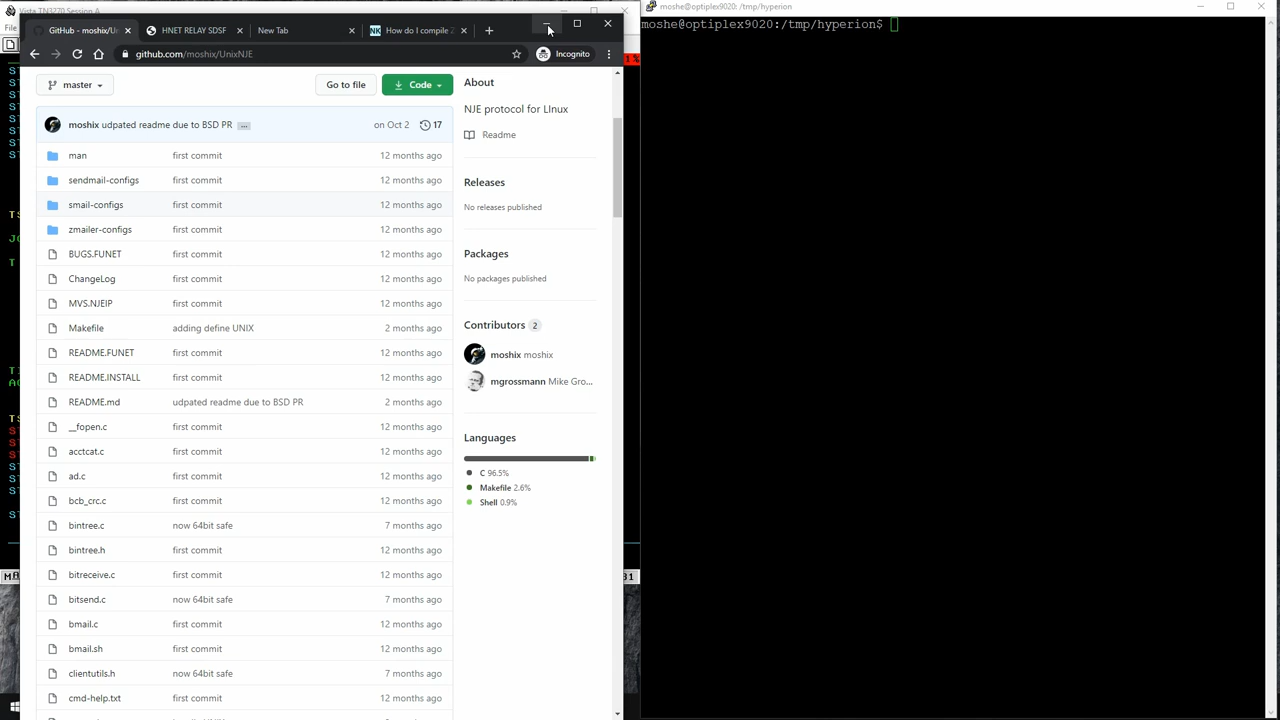 Vista TN3270 Session A
GitHub - moshix/U
HNET RELAY SDSF
New Tab
How do I compile
github.com/moshix/UnixNJE
Incognito
master
Go to file
Code
moshix udpated readme due to BSD PR ...
on Oct 2
17
man first commit 12 months ago
sendmail-configs first commit 12 months ago
smail-configs first commit 12 months ago
zmailer-configs first commit 12 months ago
BUGS.FUNET first commit 12 months ago
ChangeLog first commit 12 months ago
MVS.NJEIP first commit 12 months ago
Makefile adding define UNIX 2 months ago
README.FUNET first commit 12 months ago
README.INSTALL first commit 12 months ago
README.md udpated readme due to BSD PR 2 months ago
__fopen.c first commit 12 months ago
acctcat.c first commit 12 months ago
ad.c first commit 12 months ago
bcb_crc.c first commit 12 months ago
bintree.c now 64bit safe 7 months ago
bintree.h first commit 12 months ago
bitreceive.c first commit 12 months ago
bitsend.c now 64bit safe 7 months ago
bmail.c first commit 12 months ago
bmail.sh first commit 12 months ago
clientutils.h now 64bit safe 7 months ago
cmd-help.txt first commit 12 months ago
About
NJE protocol for LInux
Readme
Releases
No releases published
Packages
No packages published
Contributors 2
moshix moshix
mgrossmann Mike Gro...
Languages
C 96.5%
Makefile 2.6%
Shell 0.9%
moshe@optiplex9020: /tmp/hyperion
moshe@optiplex9020:/tmp/hyperion$